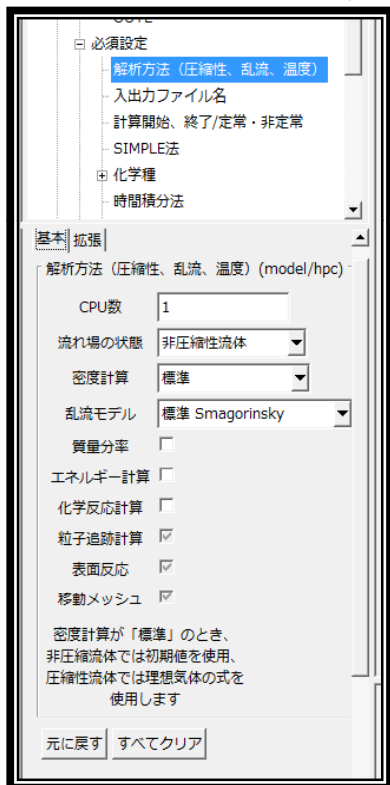 必須設定
解析方法（圧縮性、乱流、温度）
入出力ファイル名
計算開始、終了/定常・非定常
SIMPLE法
化学種
時間積分法
基本 拡張
解析方法（圧縮性、乱流、温度）(model/hpc)
CPU数 1
流れ場の状態 非圧縮性流体
密度計算 標準
乱流モデル 標準 Smagorinsky
質量分率
エネルギー計算
化学反応計算
粒子追跡計算
表面反応
移動メッシュ
密度計算が「標準」のとき、
非圧縮流体では初期値を使用、
圧縮性流体では理想気体の式を
使用します
元に戻す すべてクリア